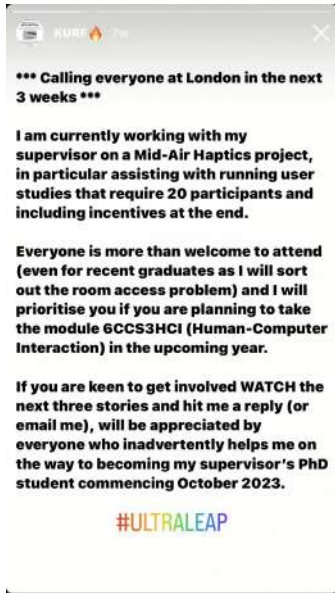 KURF🔥 2w
*** Calling everyone at London in the next
3 weeks ***
I am currently working with my
supervisor on a Mid-Air Haptics project,
in particular assisting with running user
studies that require 20 participants and
including incentives at the end.
Everyone is more than welcome to attend
(even for recent graduates as I will sort
out the room access problem) and I will
prioritise you if you are planning to take
the module 6CCS3HCI (Human-Computer
Interaction) in the upcoming year.
If you are keen to get involved WATCH the
next three stories and hit me a reply (or
email me), will be appreciated by
everyone who inadvertently helps me on
the way to becoming my supervisor's PhD
student commencing October 2023.
#ULTRALEAP